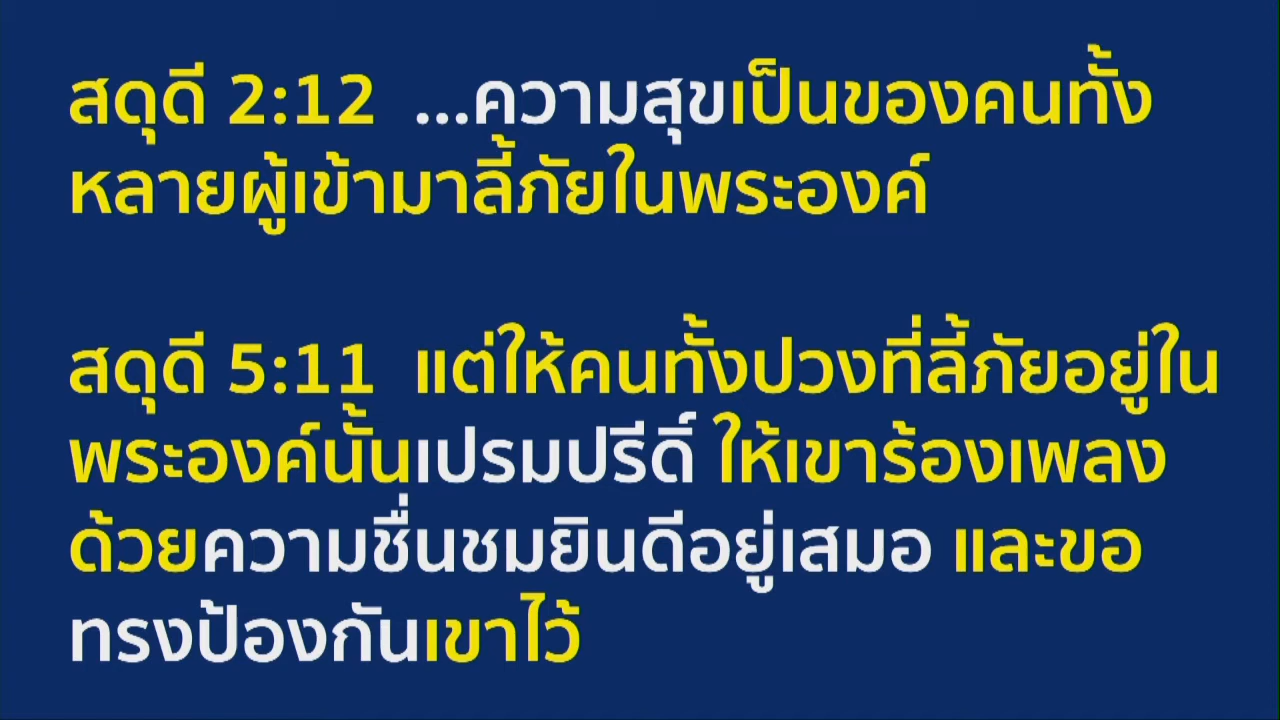 สดุดี 2:12 ...ความสุขเป็นของคนทั้ง
หลายผู้เข้ามาลี้ภัยในพระองค์
สดุดี 5:11 แต่ให้คนทั้งปวงที่ลี้ภัยอยู่ใน
พระองค์นั้นเปรมปรีดิ์ ให้เขาร้องเพลง
ด้วยความชื่นชมยินดีอยู่เสมอ และขอ
ทรงป้องกันเขาไว้